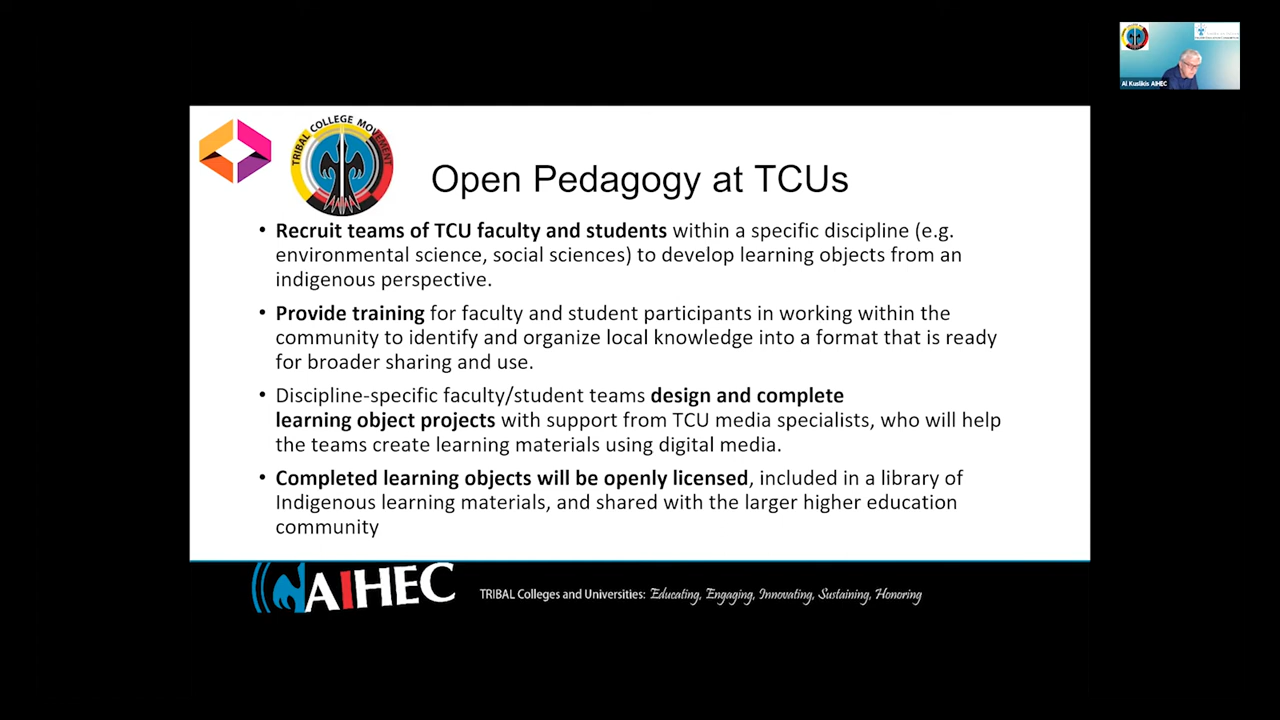 Al Kuslikis AIHEC
TRIBAL COLLEGE MOVEMENT
Open Pedagogy at TCUs
• Recruit teams of TCU faculty and students within a specific discipline (e.g.
environmental science, social sciences) to develop learning objects from an
indigenous perspective.
• Provide training for faculty and student participants in working within the
community to identify and organize local knowledge into a format that is ready
for broader sharing and use.
• Discipline-specific faculty/student teams design and complete
learning object projects with support from TCU media specialists, who will help
the teams create learning materials using digital media.
• Completed learning objects will be openly licensed, included in a library of
Indigenous learning materials, and shared with the larger higher education
community
AIHEC
TRIBAL Colleges and Universities: Educating, Engaging, Innovating, Sustaining, Honoring